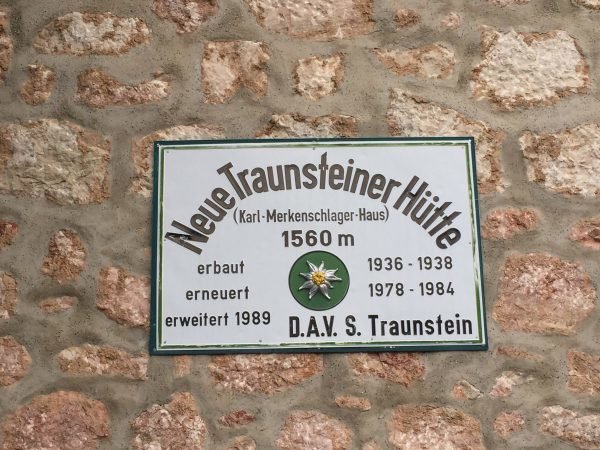 Neue Traunsteiner Hütte
(Karl-Merkenschlager-Haus)
1560 m
erbaut 1936 - 1938
erneuert 1978 - 1984
erweitert 1989 D.A.V. S. Traunstein